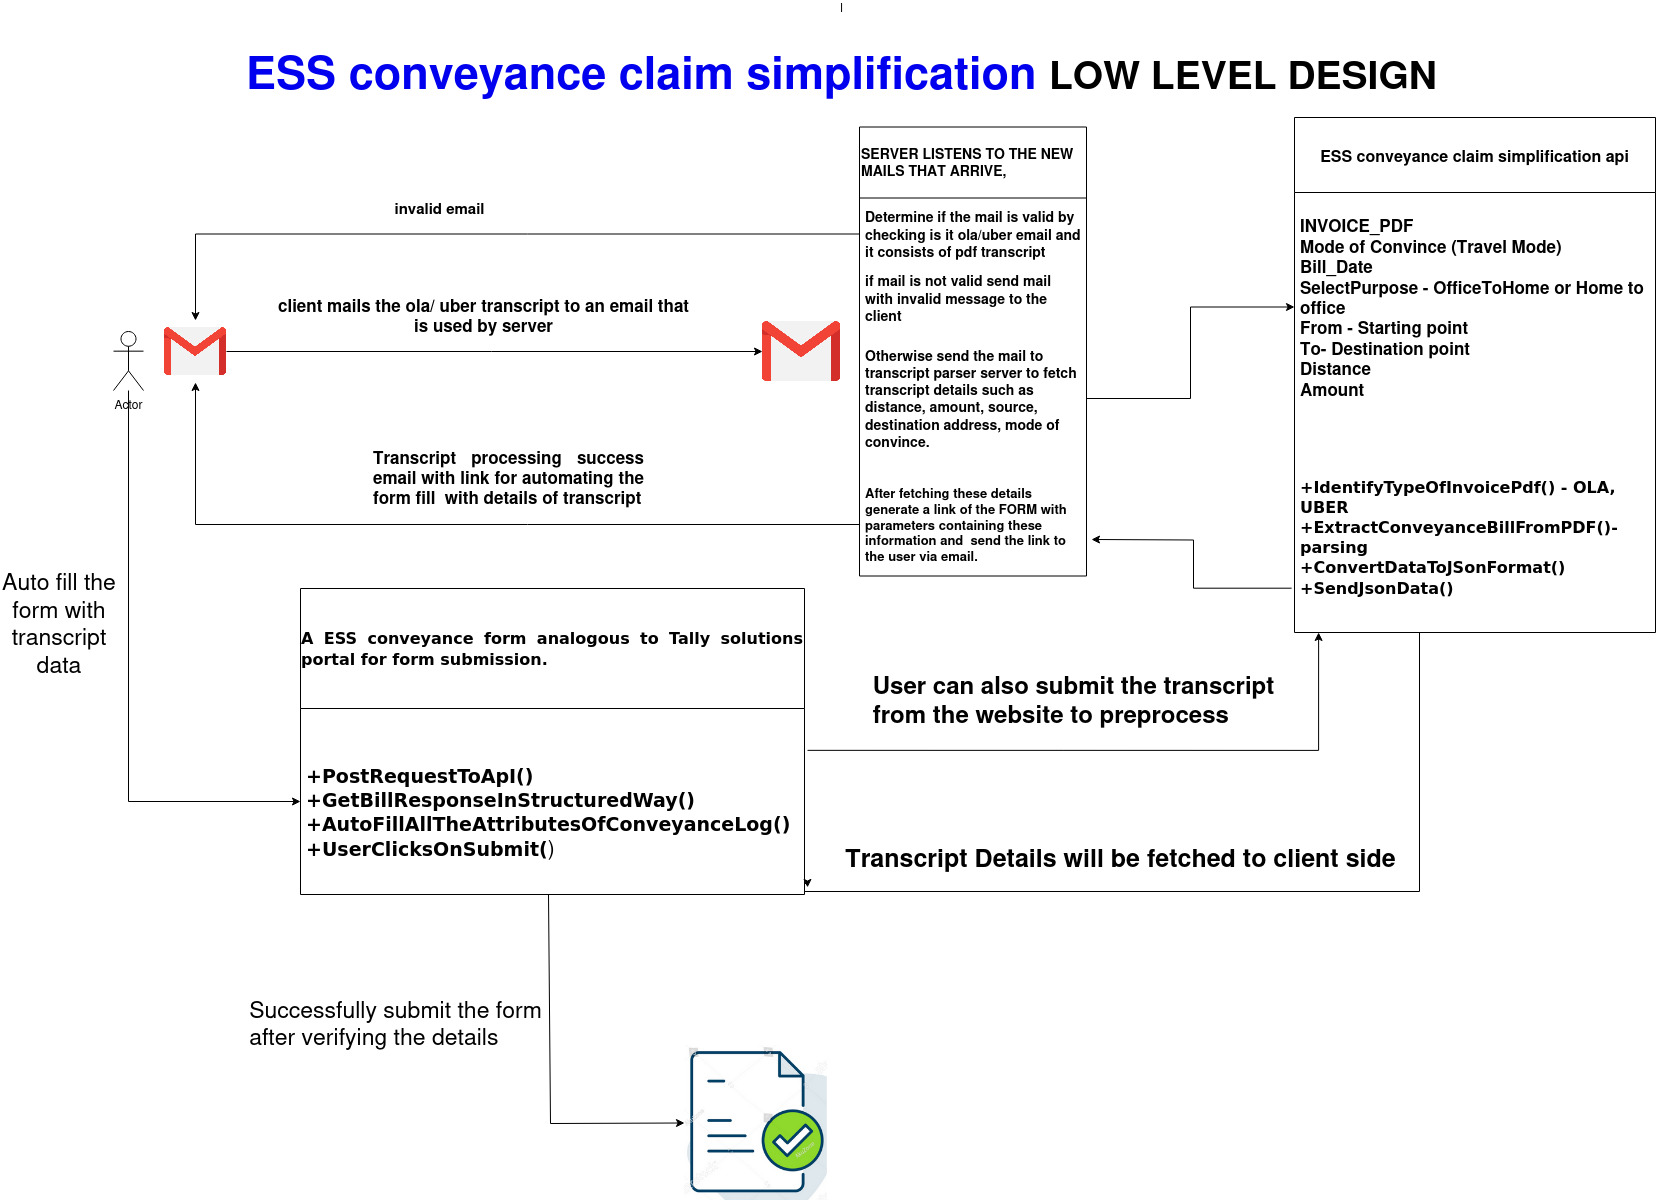 ESS conveyance claim simplification LOW LEVEL DESIGN
SERVER LISTENS TO THE NEW
MAILS THAT ARRIVE,
Determine if the mail is valid by
checking is it ola/uber email and
it consists of pdf transcript
if mail is not valid send mail
with invalid message to the
client
Otherwise send the mail to
transcript parser server to fetch
transcript details such as
distance, amount, source,
destination address, mode of
convince.
After fetching these details
generate a link of the FORM with
parameters containing these
information and  send the link to
the user via email.
ESS conveyance claim simplification api
INVOICE_PDF
Mode of Convince (Travel Mode)
Bill_Date
SelectPurpose - OfficeToHome or Home to
office
From - Starting point
To- Destination point
Distance
Amount
+IdentifyTypeOfInvoicePdf() - OLA,
UBER
+ExtractConveyanceBillFromPDF()-
parsing
+ConvertDataToJSonFormat()
+SendJsonData()
invalid email
client mails the ola/ uber transcript to an email that
is used by server
Actor
Transcript processing success
email with link for automating the
form fill  with details of transcript
Auto fill the
form with
transcript
data
A ESS conveyance form analogous to Tally solutions
portal for form submission.
+PostRequestToApI()
+GetBillResponseInStructuredWay()
+AutoFillAllTheAttributesOfConveyanceLog()
+UserClicksOnSubmit()
User can also submit the transcript
from the website to preprocess
Transcript Details will be fetched to client side
Successfully submit the form
after verifying the details